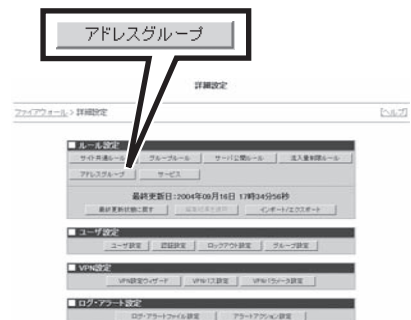 アドレスグループ
詳細設定
ファイアウォール > 詳細設定 [ヘルプ]
■ ルール設定
サイト共通ルール グループルール サーバ公開ルール 流入量制限ルール
アドレスグループ サービス
最終更新日:2004年09月16日 17時34分56秒
最終更新状態に戻す インポート/エクスポート
■ ユーザ設定
ユーザ設定 認証設定 ロックアウト設定 グループ設定
■ VPN設定
VPN設定ウィザード VPNパス設定 VPNパラメータ設定
■ ログ・アラート設定
ログ・アラートファイル設定 アラートアクション設定